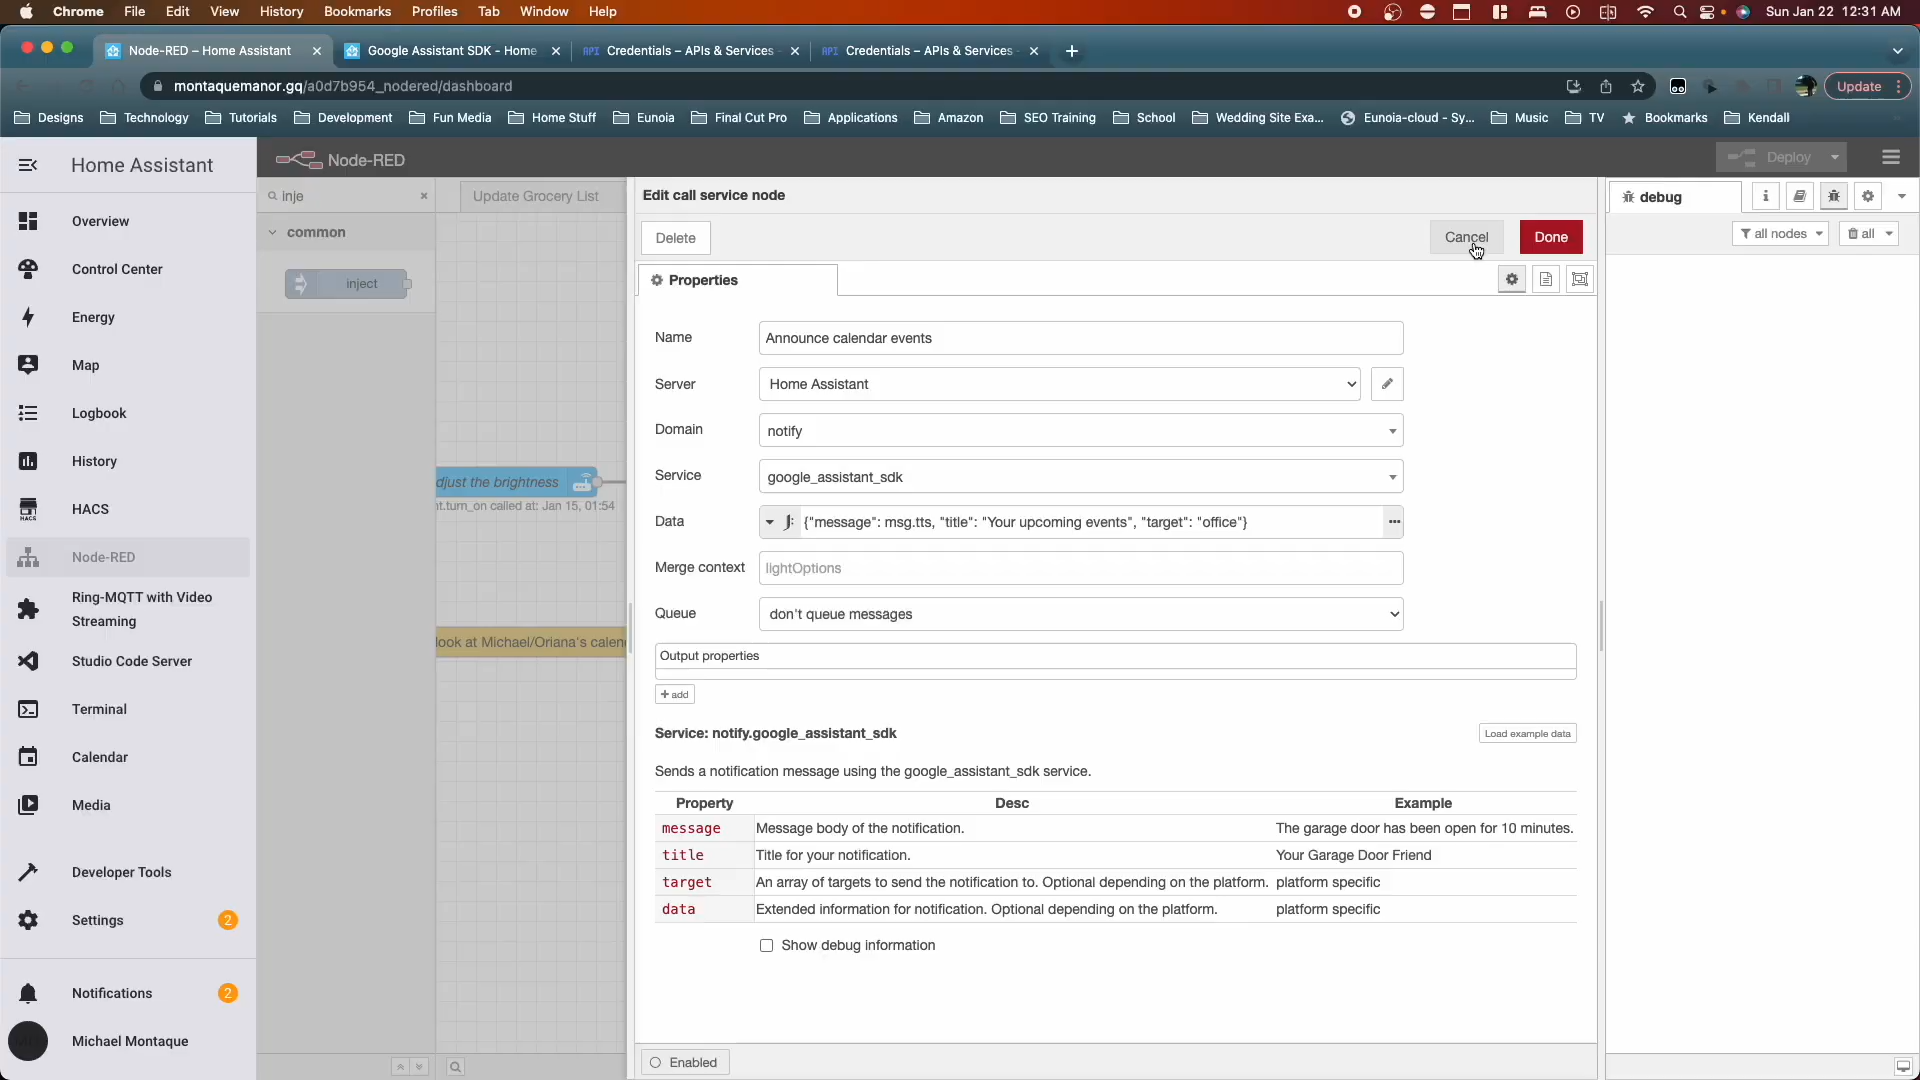 Chrome File Edit View History Bookmarks Profiles Tab Window Help Sun Jan 22 12:31 AM
Node-RED – Home Assistant Google Assistant SDK - Home API Credentials – APIs & Services API Credentials – APIs & Services
montaquemanor.gq/a0d7b954_nodered/dashboard Update
Designs Technology Tutorials Development Fun Media Home Stuff Eunoia Final Cut Pro Applications Amazon SEO Training School Wedding Site Exa... Eunoia-cloud - Sy... Music TV Bookmarks Kendall
Home Assistant
Overview
Control Center
Energy
Map
Logbook
History
HACS
Node-RED
Ring-MQTT with Video
Streaming
Studio Code Server
Terminal
Calendar
Media
Developer Tools
Settings 2
Notifications 2
Michael Montaque
Node-RED Deploy
inje
common
inject
Update Grocery List
djust the brightness
t.turn_on called at: Jan 15, 01:54
look at Michael/Oriana's calen
Edit call service node
Delete Cancel Done
Properties
Name Announce calendar events
Server Home Assistant
Domain notify
Service google_assistant_sdk
Data {"message": msg.tts, "title": "Your upcoming events", "target": "office"}
Merge context lightOptions
Queue don't queue messages
Output properties
+ add
Service: notify.google_assistant_sdk Load example data
Sends a notification message using the google_assistant_sdk service.
Property Desc Example
message Message body of the notification. The garage door has been open for 10 minutes.
title Title for your notification. Your Garage Door Friend
target An array of targets to send the notification to. Optional depending on the platform. platform specific
data Extended information for notification. Optional depending on the platform. platform specific
Show debug information
Enabled
debug
all nodes all